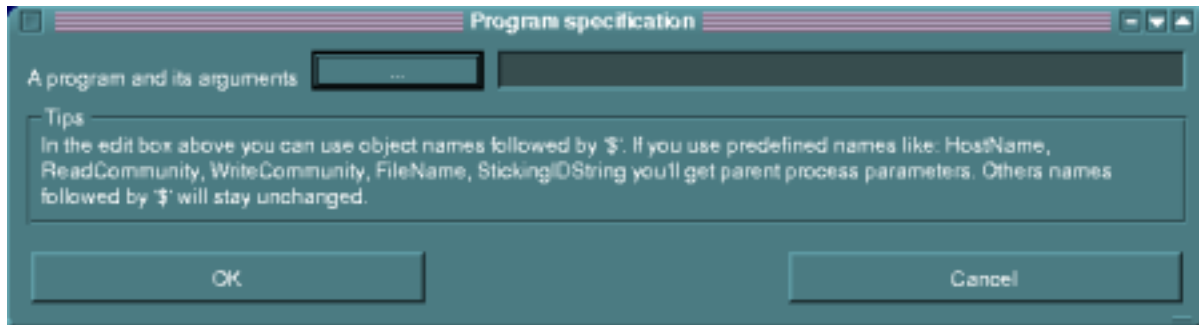 Program specification
A program and its arguments ...
Tips
In the edit box above you can use object names followed by '$'. If you use predefined names like: HostName,
ReadCommunity, WriteCommunity, FileName, StickingIDString you'll get parent process parameters. Others names
followed by '$' will stay unchanged.
OK Cancel